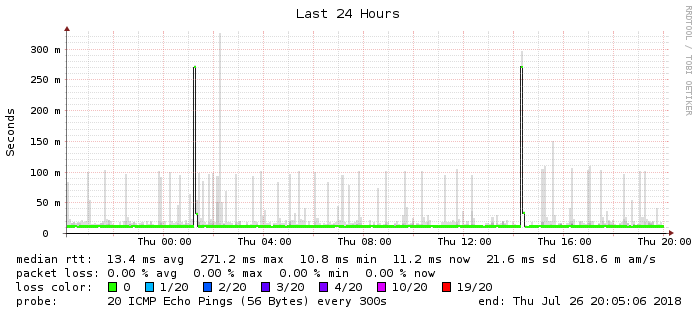 Last 24 Hours
RRDTOOL / TOBI OETIKER
Seconds
300 m
250 m
200 m
150 m
100 m
50 m
0
Thu 00:00 Thu 04:00 Thu 08:00 Thu 12:00 Thu 16:00 Thu 20:00
median rtt: 13.4 ms avg 271.2 ms max 10.8 ms min 11.2 ms now 21.6 ms sd 618.6 m am/s
packet loss: 0.00 % avg 0.00 % max 0.00 % min 0.00 % now
loss color: 0 1/20 2/20 3/20 4/20 10/20 19/20
probe: 20 ICMP Echo Pings (56 Bytes) every 300s end: Thu Jul 26 20:05:06 2018